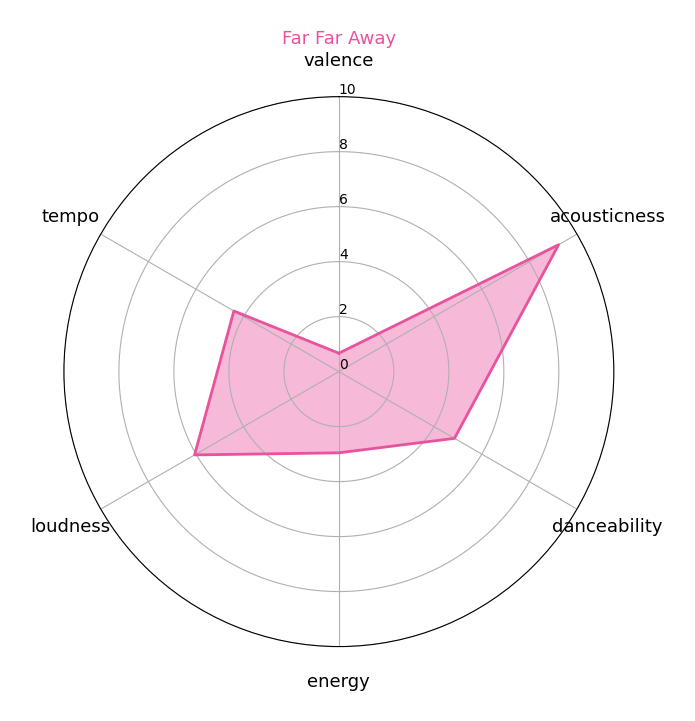 Far Far Away
valence
10
8
6
4
2
0
tempo
acousticness
loudness
danceability
energy